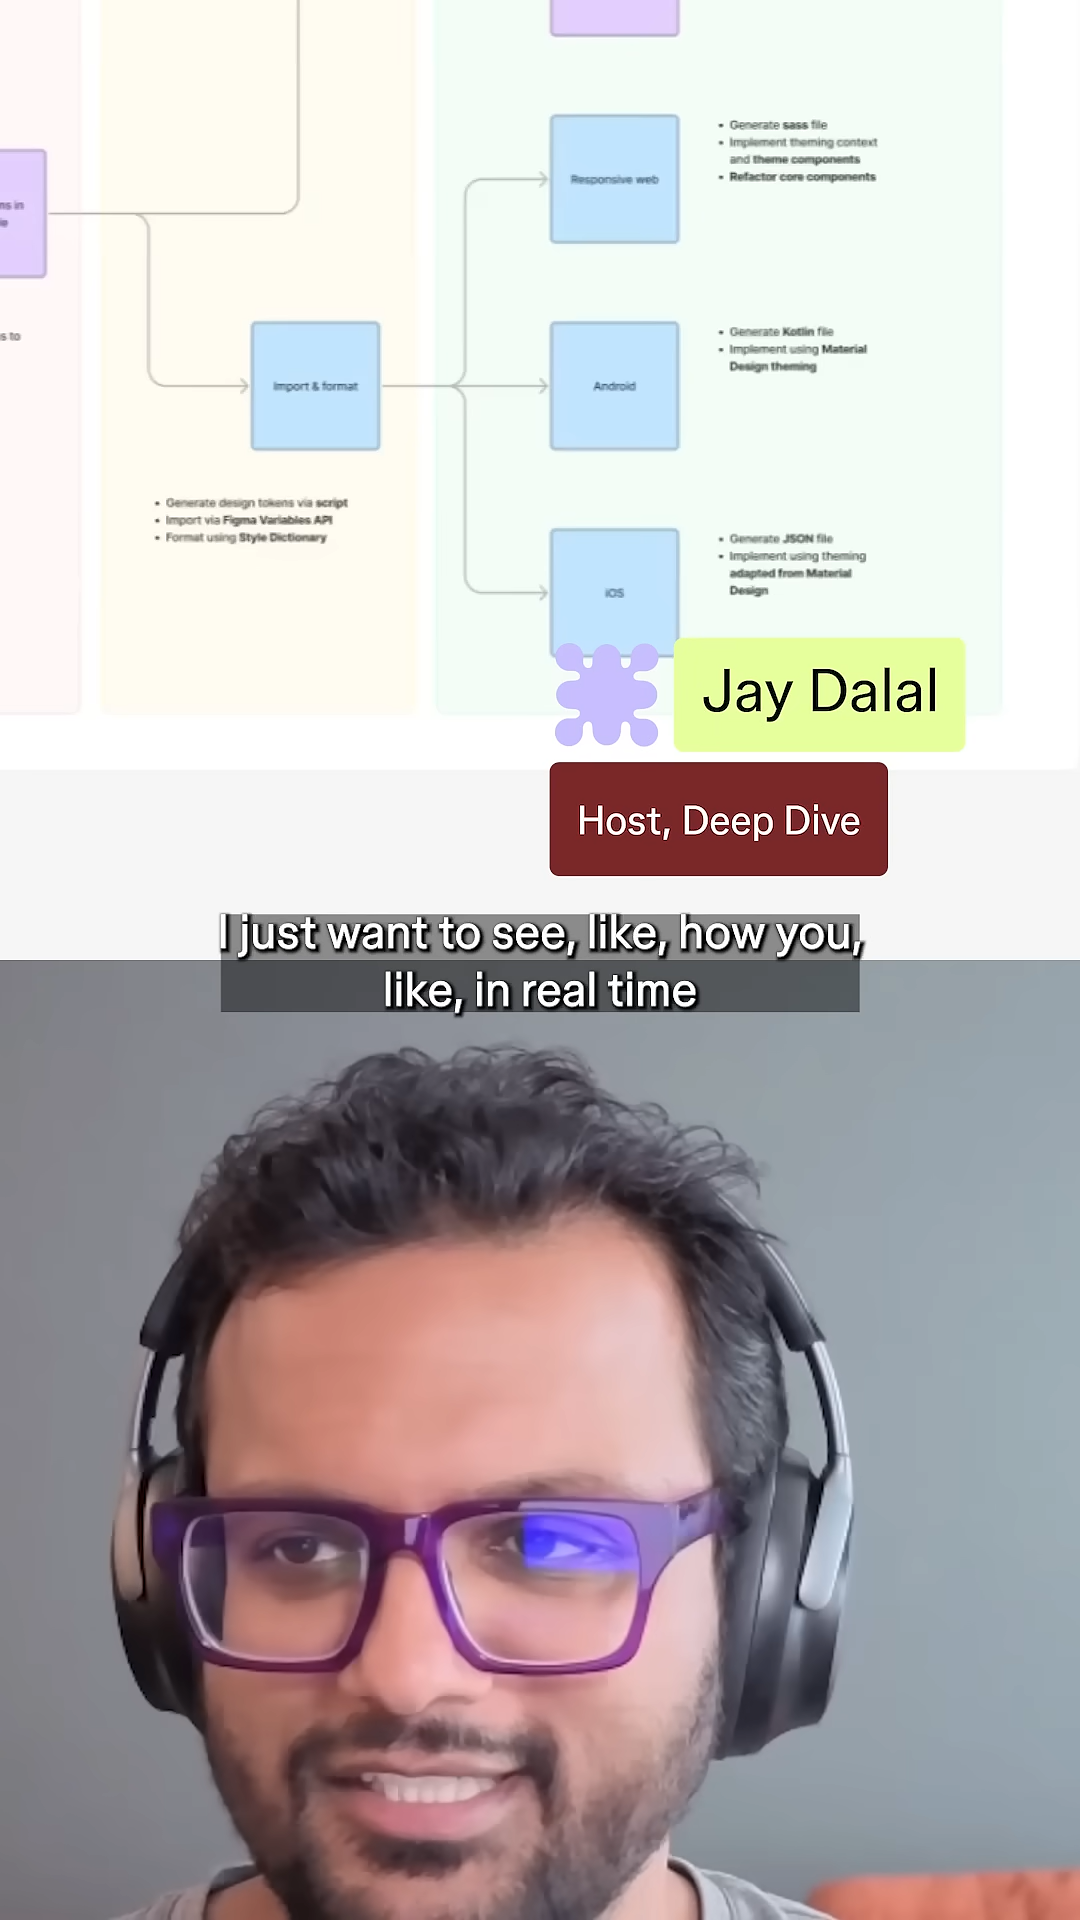 Generate sass file
Implement theming context
and theme components
Refactor core components
Responsive web
ns in
s to
Import & format
Generate design tokens via script
Import via Figma Variables API
Format using Style Dictionary
Android
Generate Kotlin file
Implement using Material
Design theming
iOS
Generate JSON file
Implement using theming
adapted from Material
Design
Jay Dalal
Host, Deep Dive
I just want to see, like, how you,
like, in real time